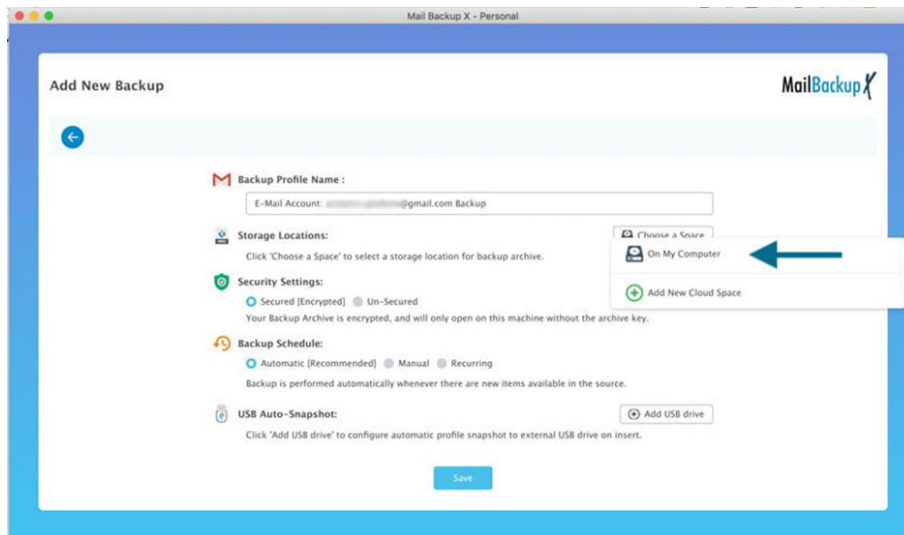 Mail Backup X - Personal
Add New Backup
MailBackup X
Backup Profile Name :
E-Mail Account: @gmail.com Backup
Storage Locations:
Choose a Space
Click 'Choose a Space' to select a storage location for backup archive.
On My Computer
Add New Cloud Space
Security Settings:
Secured [Encrypted] Un-Secured
Your Backup Archive is encrypted, and will only open on this machine without the archive key.
Backup Schedule:
Automatic [Recommended] Manual Recurring
Backup is performed automatically whenever there are new items available in the source.
USB Auto-Snapshot:
Add USB drive
Click 'Add USB drive' to configure automatic profile snapshot to external USB drive on insert.
Save